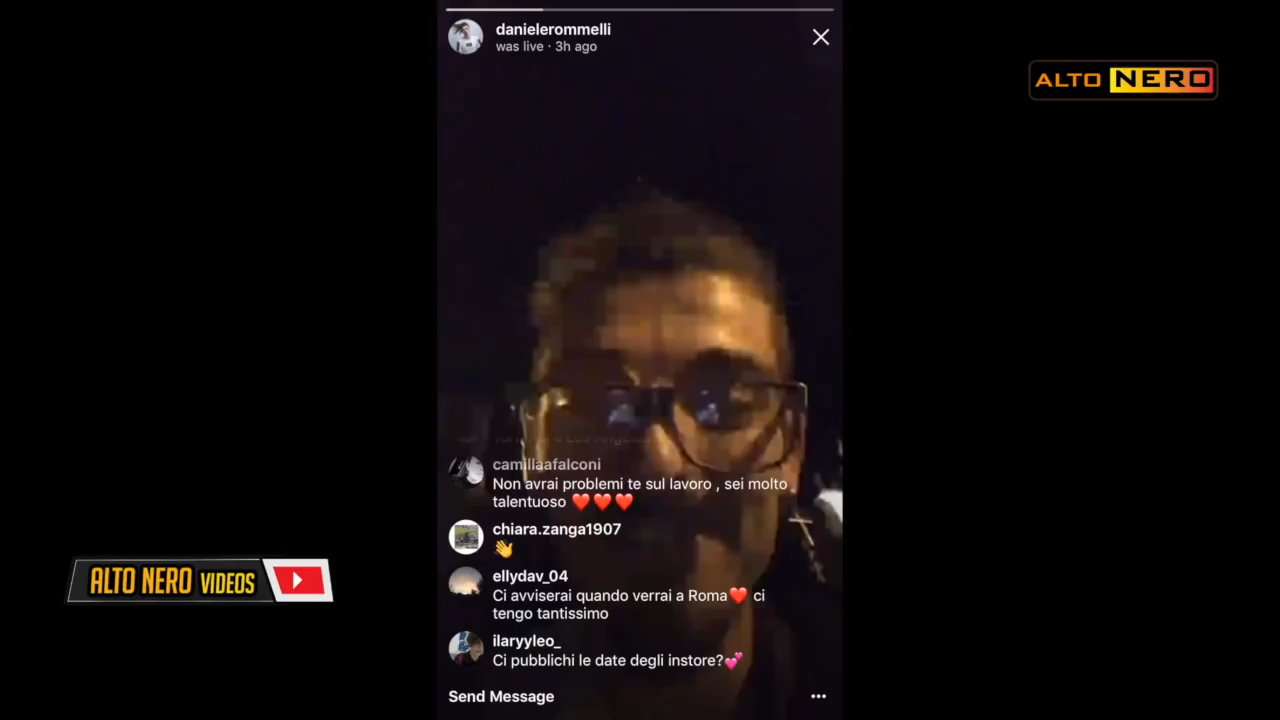 danielerommelli
was live · 3h ago
ALTO NERO
camillaafalconi
Non avrai problemi te sul lavoro , sei molto
talentuoso ❤️❤️❤️
chiara.zanga1907
👋
ellydav_04
Ci avviserai quando verrai a Roma❤️ ci
tengo tantissimo
ilaryyleo_
Ci pubblichi le date degli instore?💕
Send Message
ALTO NERO VIDEOS